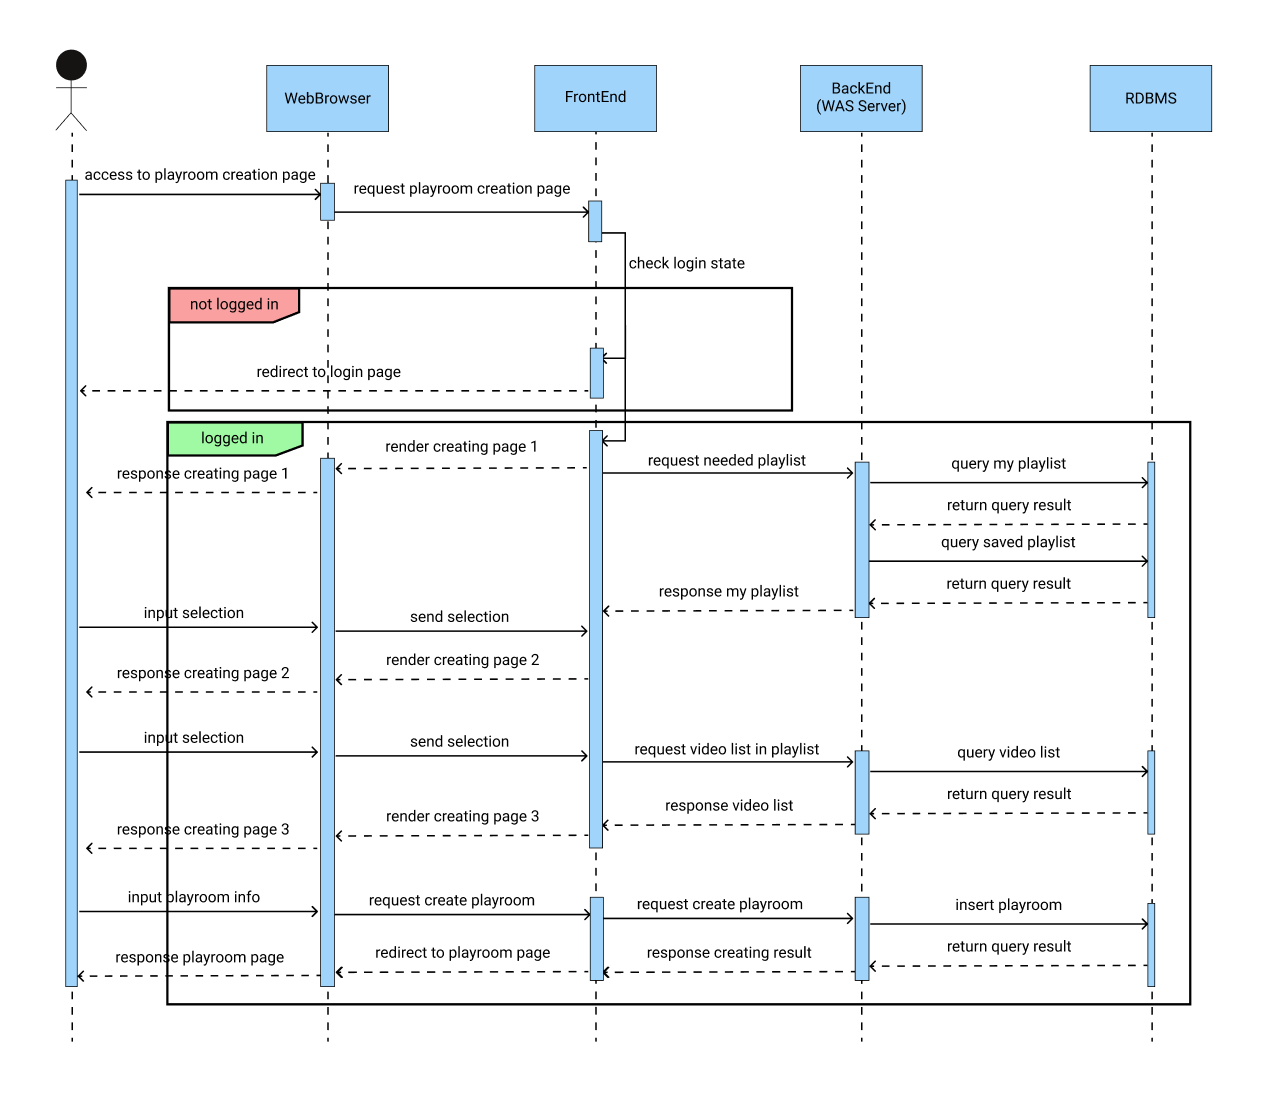 WebBrowser
FrontEnd
BackEnd
(WAS Server)
RDBMS
access to playroom creation page
request playroom creation page
check login state
not logged in
redirect to login page
logged in
render creating page 1
request needed playlist
query my playlist
response creating page 1
return query result
query saved playlist
return query result
response my playlist
input selection
send selection
render creating page 2
response creating page 2
input selection
send selection
request video list in playlist
query video list
return query result
response video list
render creating page 3
response creating page 3
input playroom info
request create playroom
request create playroom
insert playroom
return query result
response creating result
redirect to playroom page
response playroom page